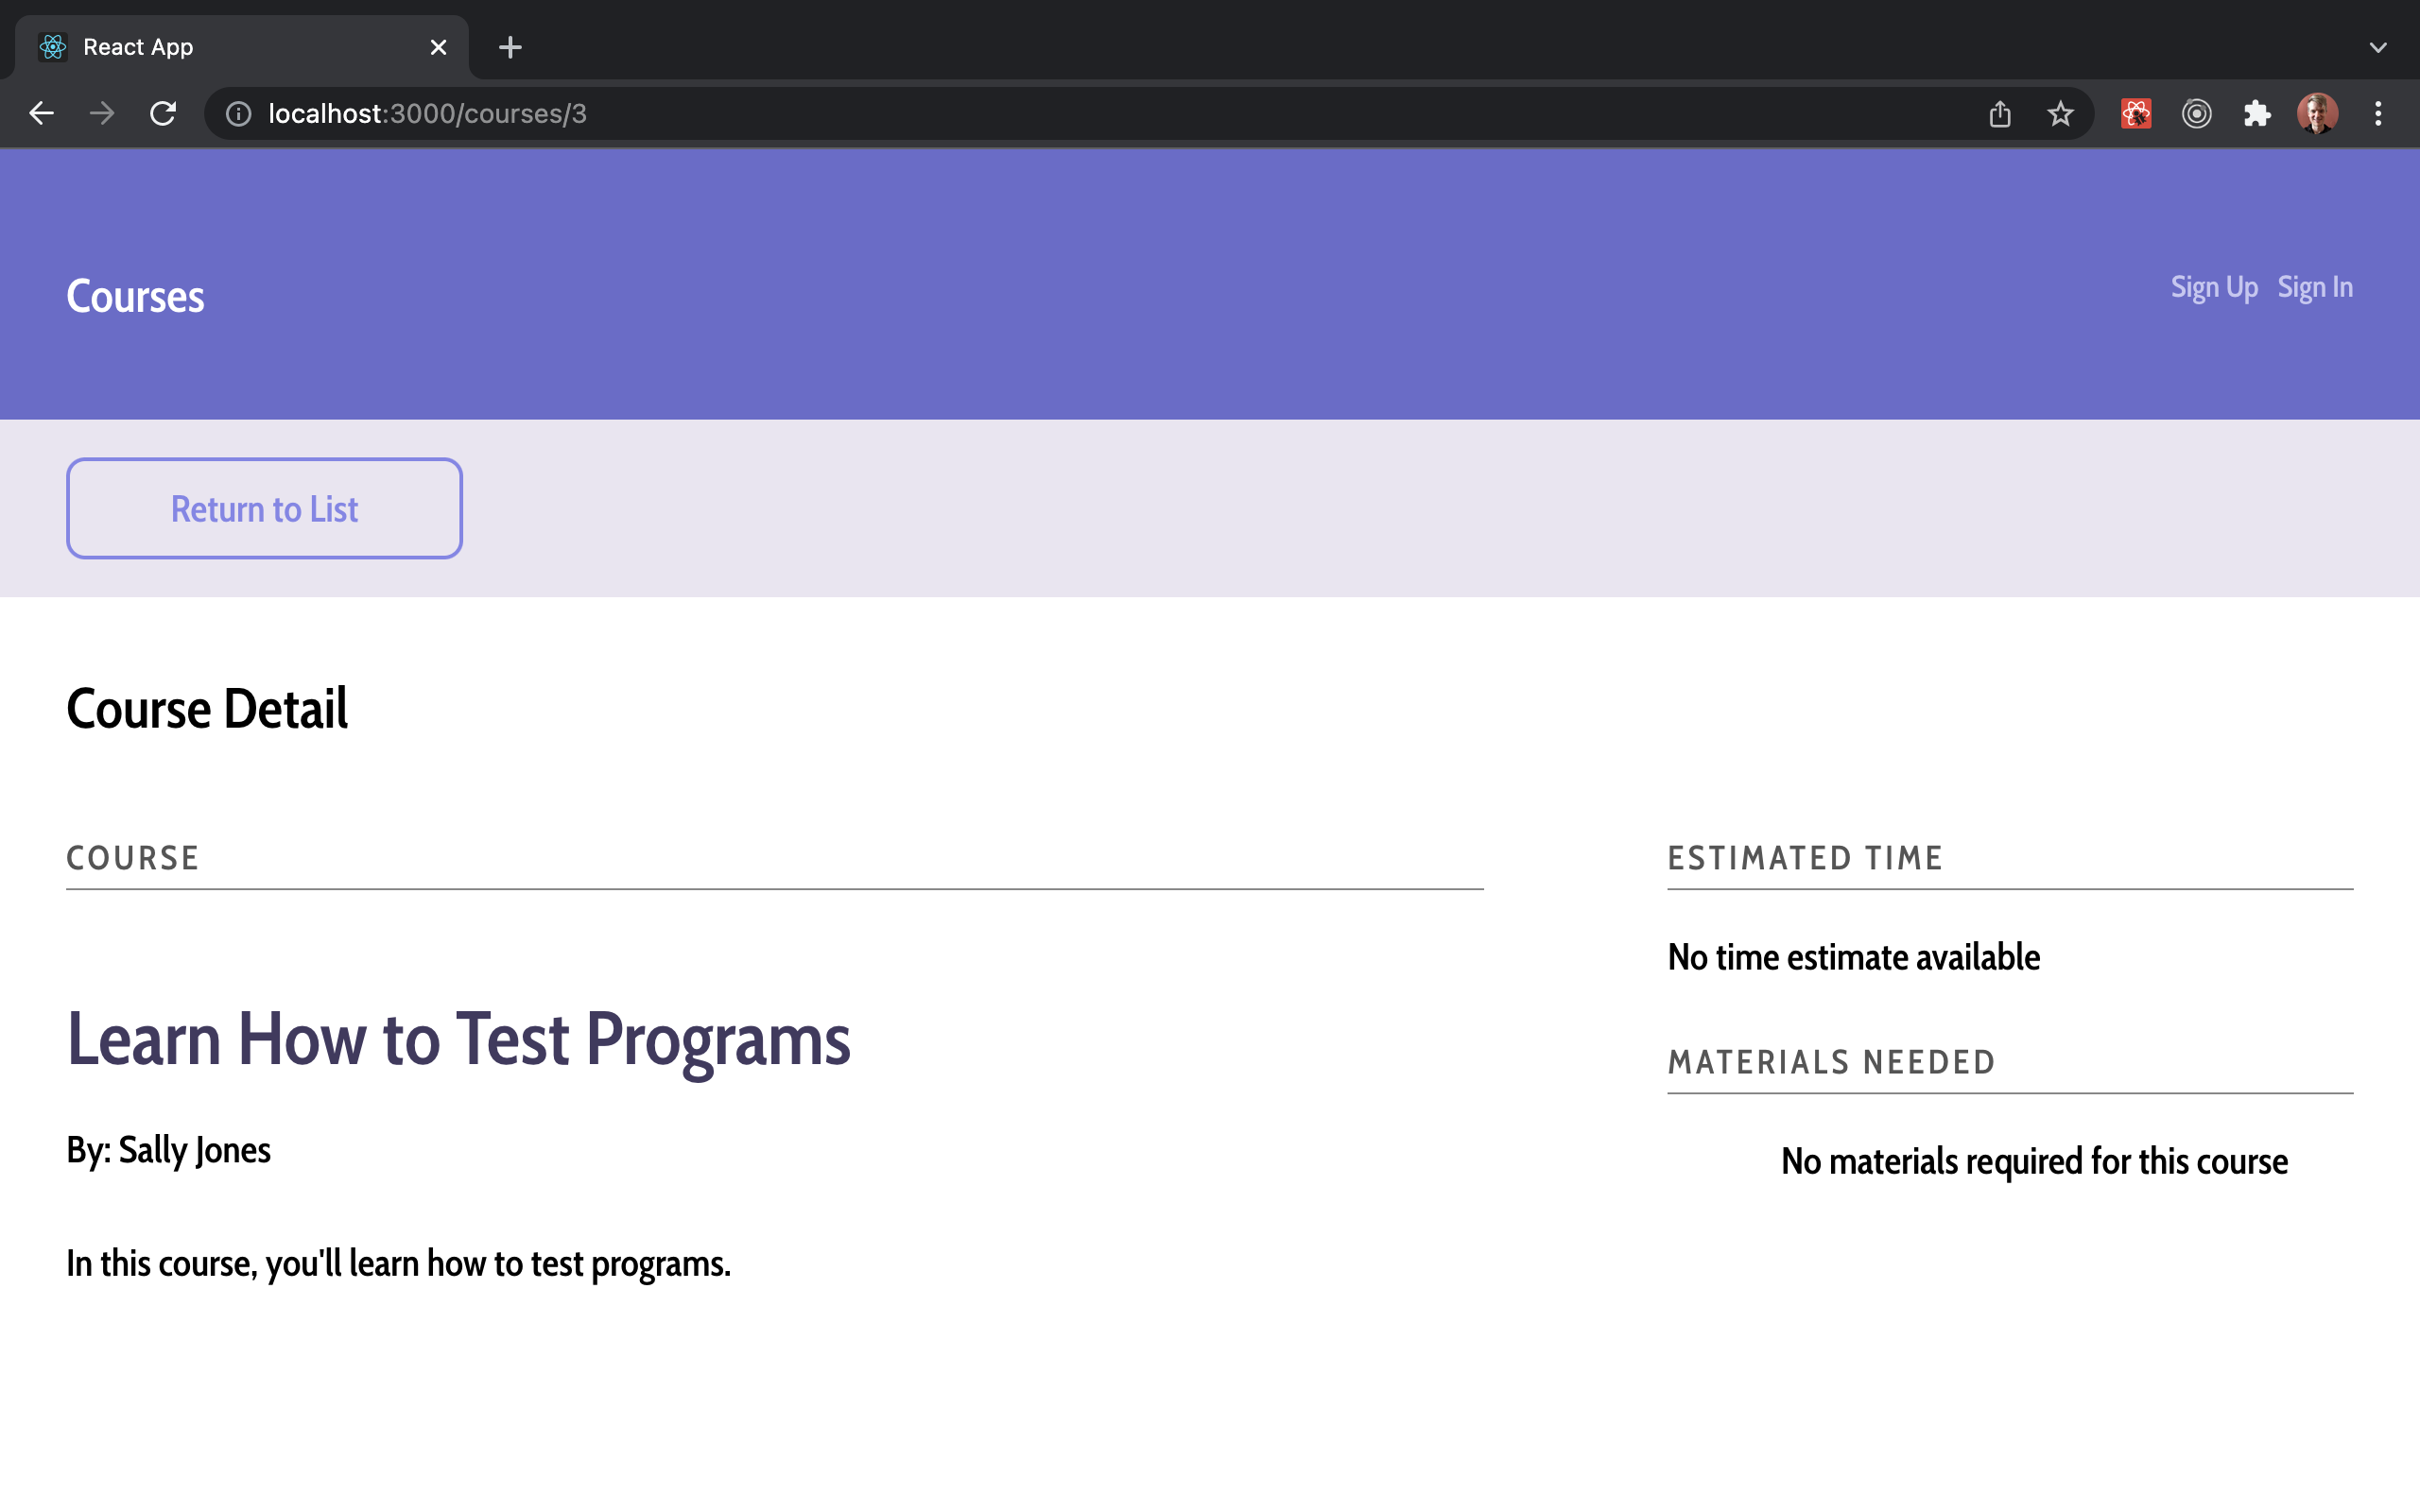 React App
localhost:3000/courses/3
Courses
Sign Up Sign In
Return to List
Course Detail
COURSE
Learn How to Test Programs
By: Sally Jones
In this course, you'll learn how to test programs.
ESTIMATED TIME
No time estimate available
MATERIALS NEEDED
No materials required for this course